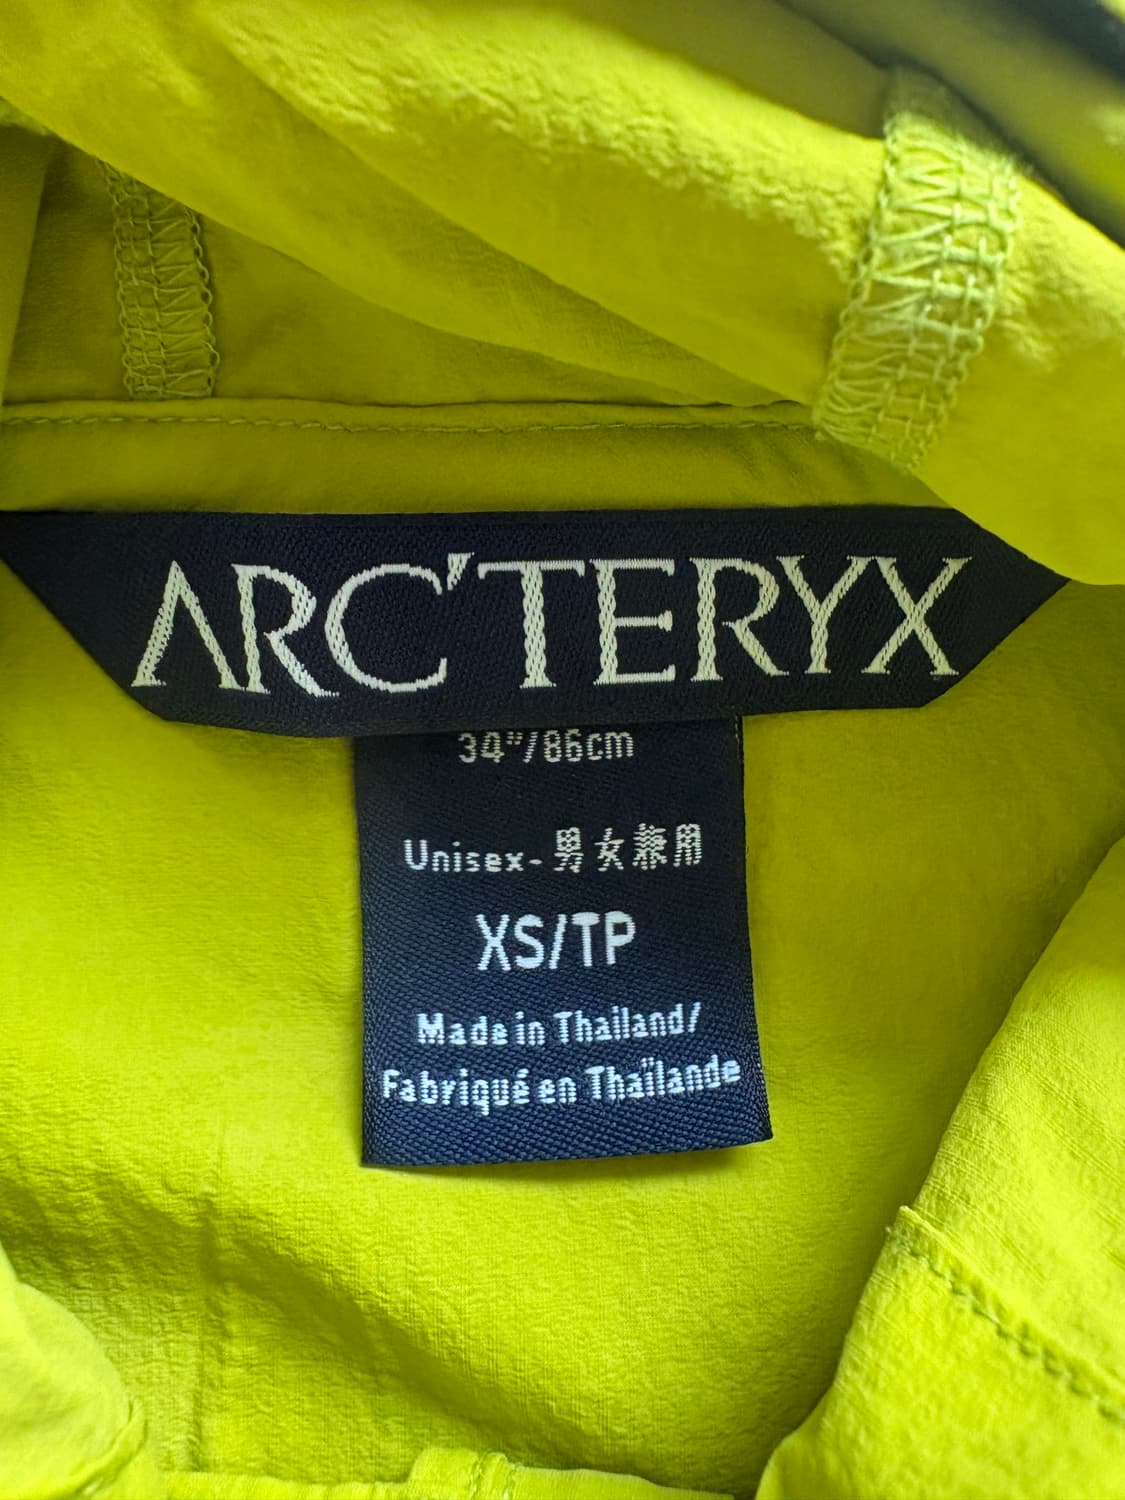 ARC'TERYX
34"/86cm
Unisex-男女兼用
XS/TP
Made in Thailand/
Fabriqué en Thaïlande